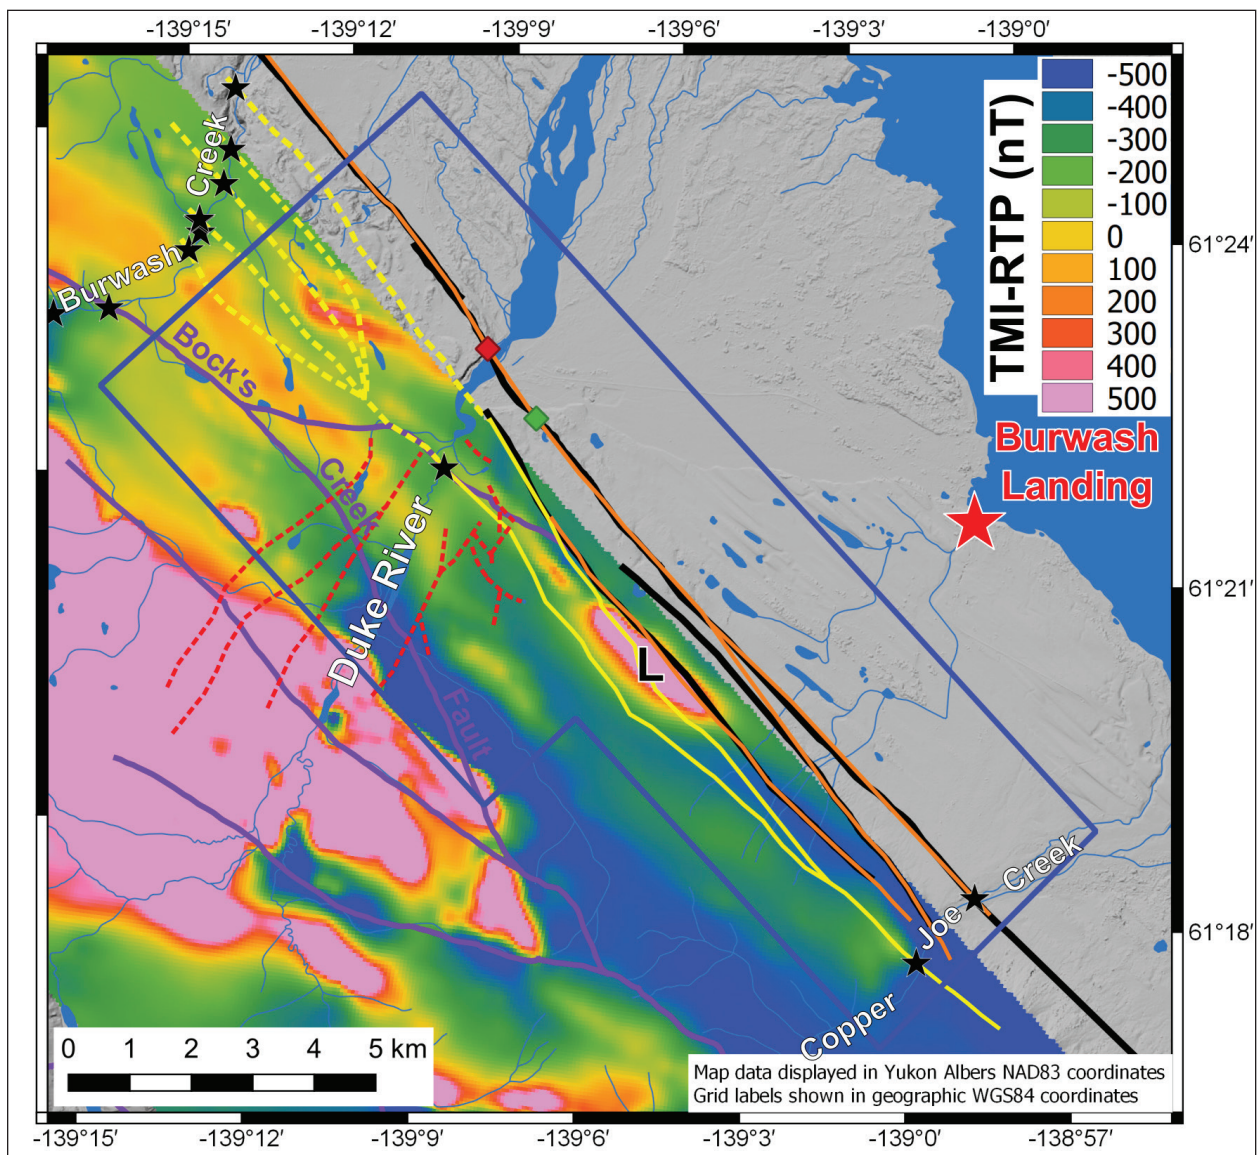 -139°15′
-139°12′
-139°9′
-139°6′
-139°3′
-139°0′
TMI-RTP (nT)
-500
-400
-300
-200
-100
0
100
200
300
400
500
61°24′
61°21′
61°18′
Burwash
Creek
Bock's
Creek
Fault
Duke River
Burwash
Landing
L
Joe
Creek
Copper
0 1 2 3 4 5 km
Map data displayed in Yukon Albers NAD83 coordinates
Grid labels shown in geographic WGS84 coordinates
-139°15′
-139°12′
-139°9′
-139°6′
-139°3′
-139°0′
-138°57′